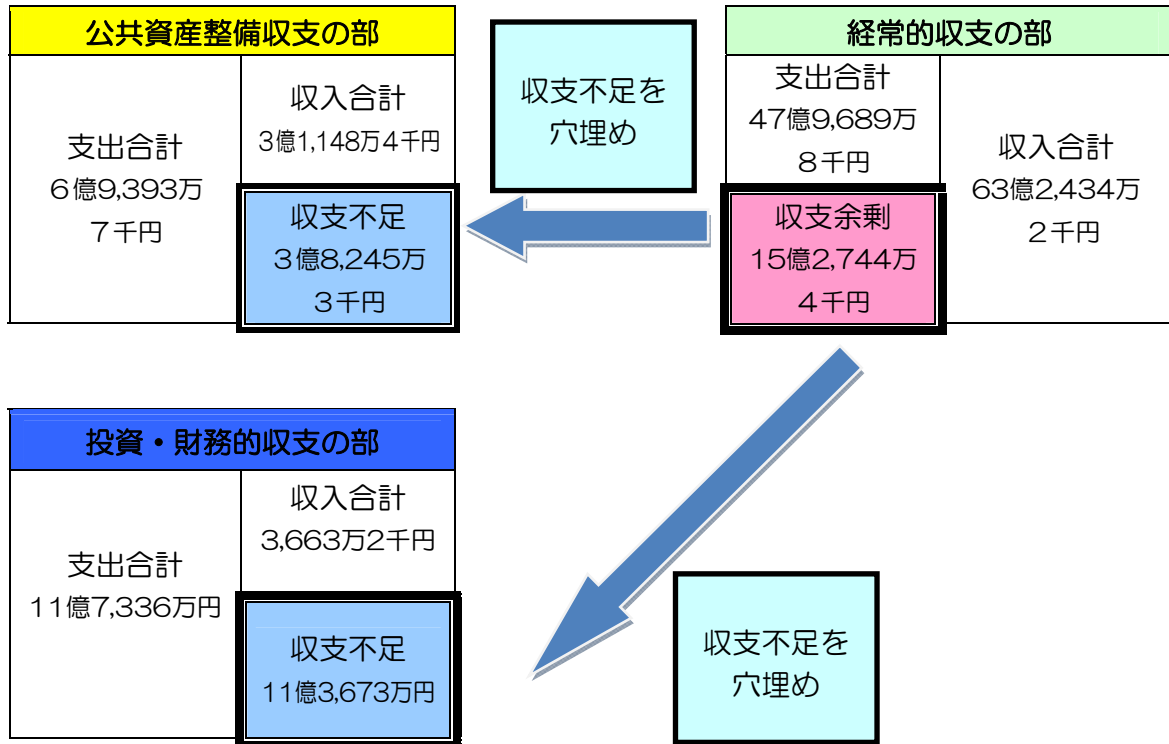 公共資産整備収支の部
支出合計
6億9,393万
7千円
収入合計
3億1,148万4千円
収支不足
3億8,245万
3千円
収支不足を
穴埋め
経常的収支の部
支出合計
47億9,689万
8千円
収支余剰
15億2,744万
4千円
収入合計
63億2,434万
2千円
投資・財務的収支の部
支出合計
11億7,336万円
収入合計
3,663万2千円
収支不足
11億3,673万円
収支不足を
穴埋め